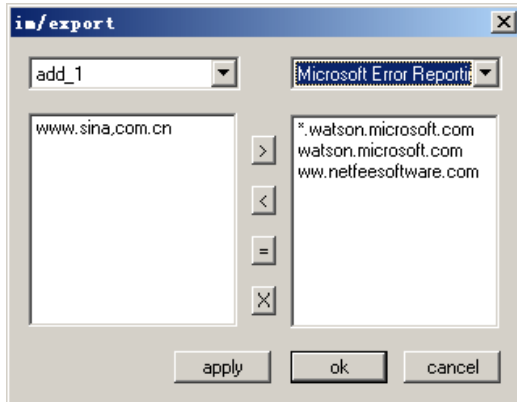 im/export
add_1
Microsoft Error Reporti
www.sina,com.cn
*.watson.microsoft.com
watson.microsoft.com
ww.netfeesoftware.com
>
<
=
X
apply
ok
cancel